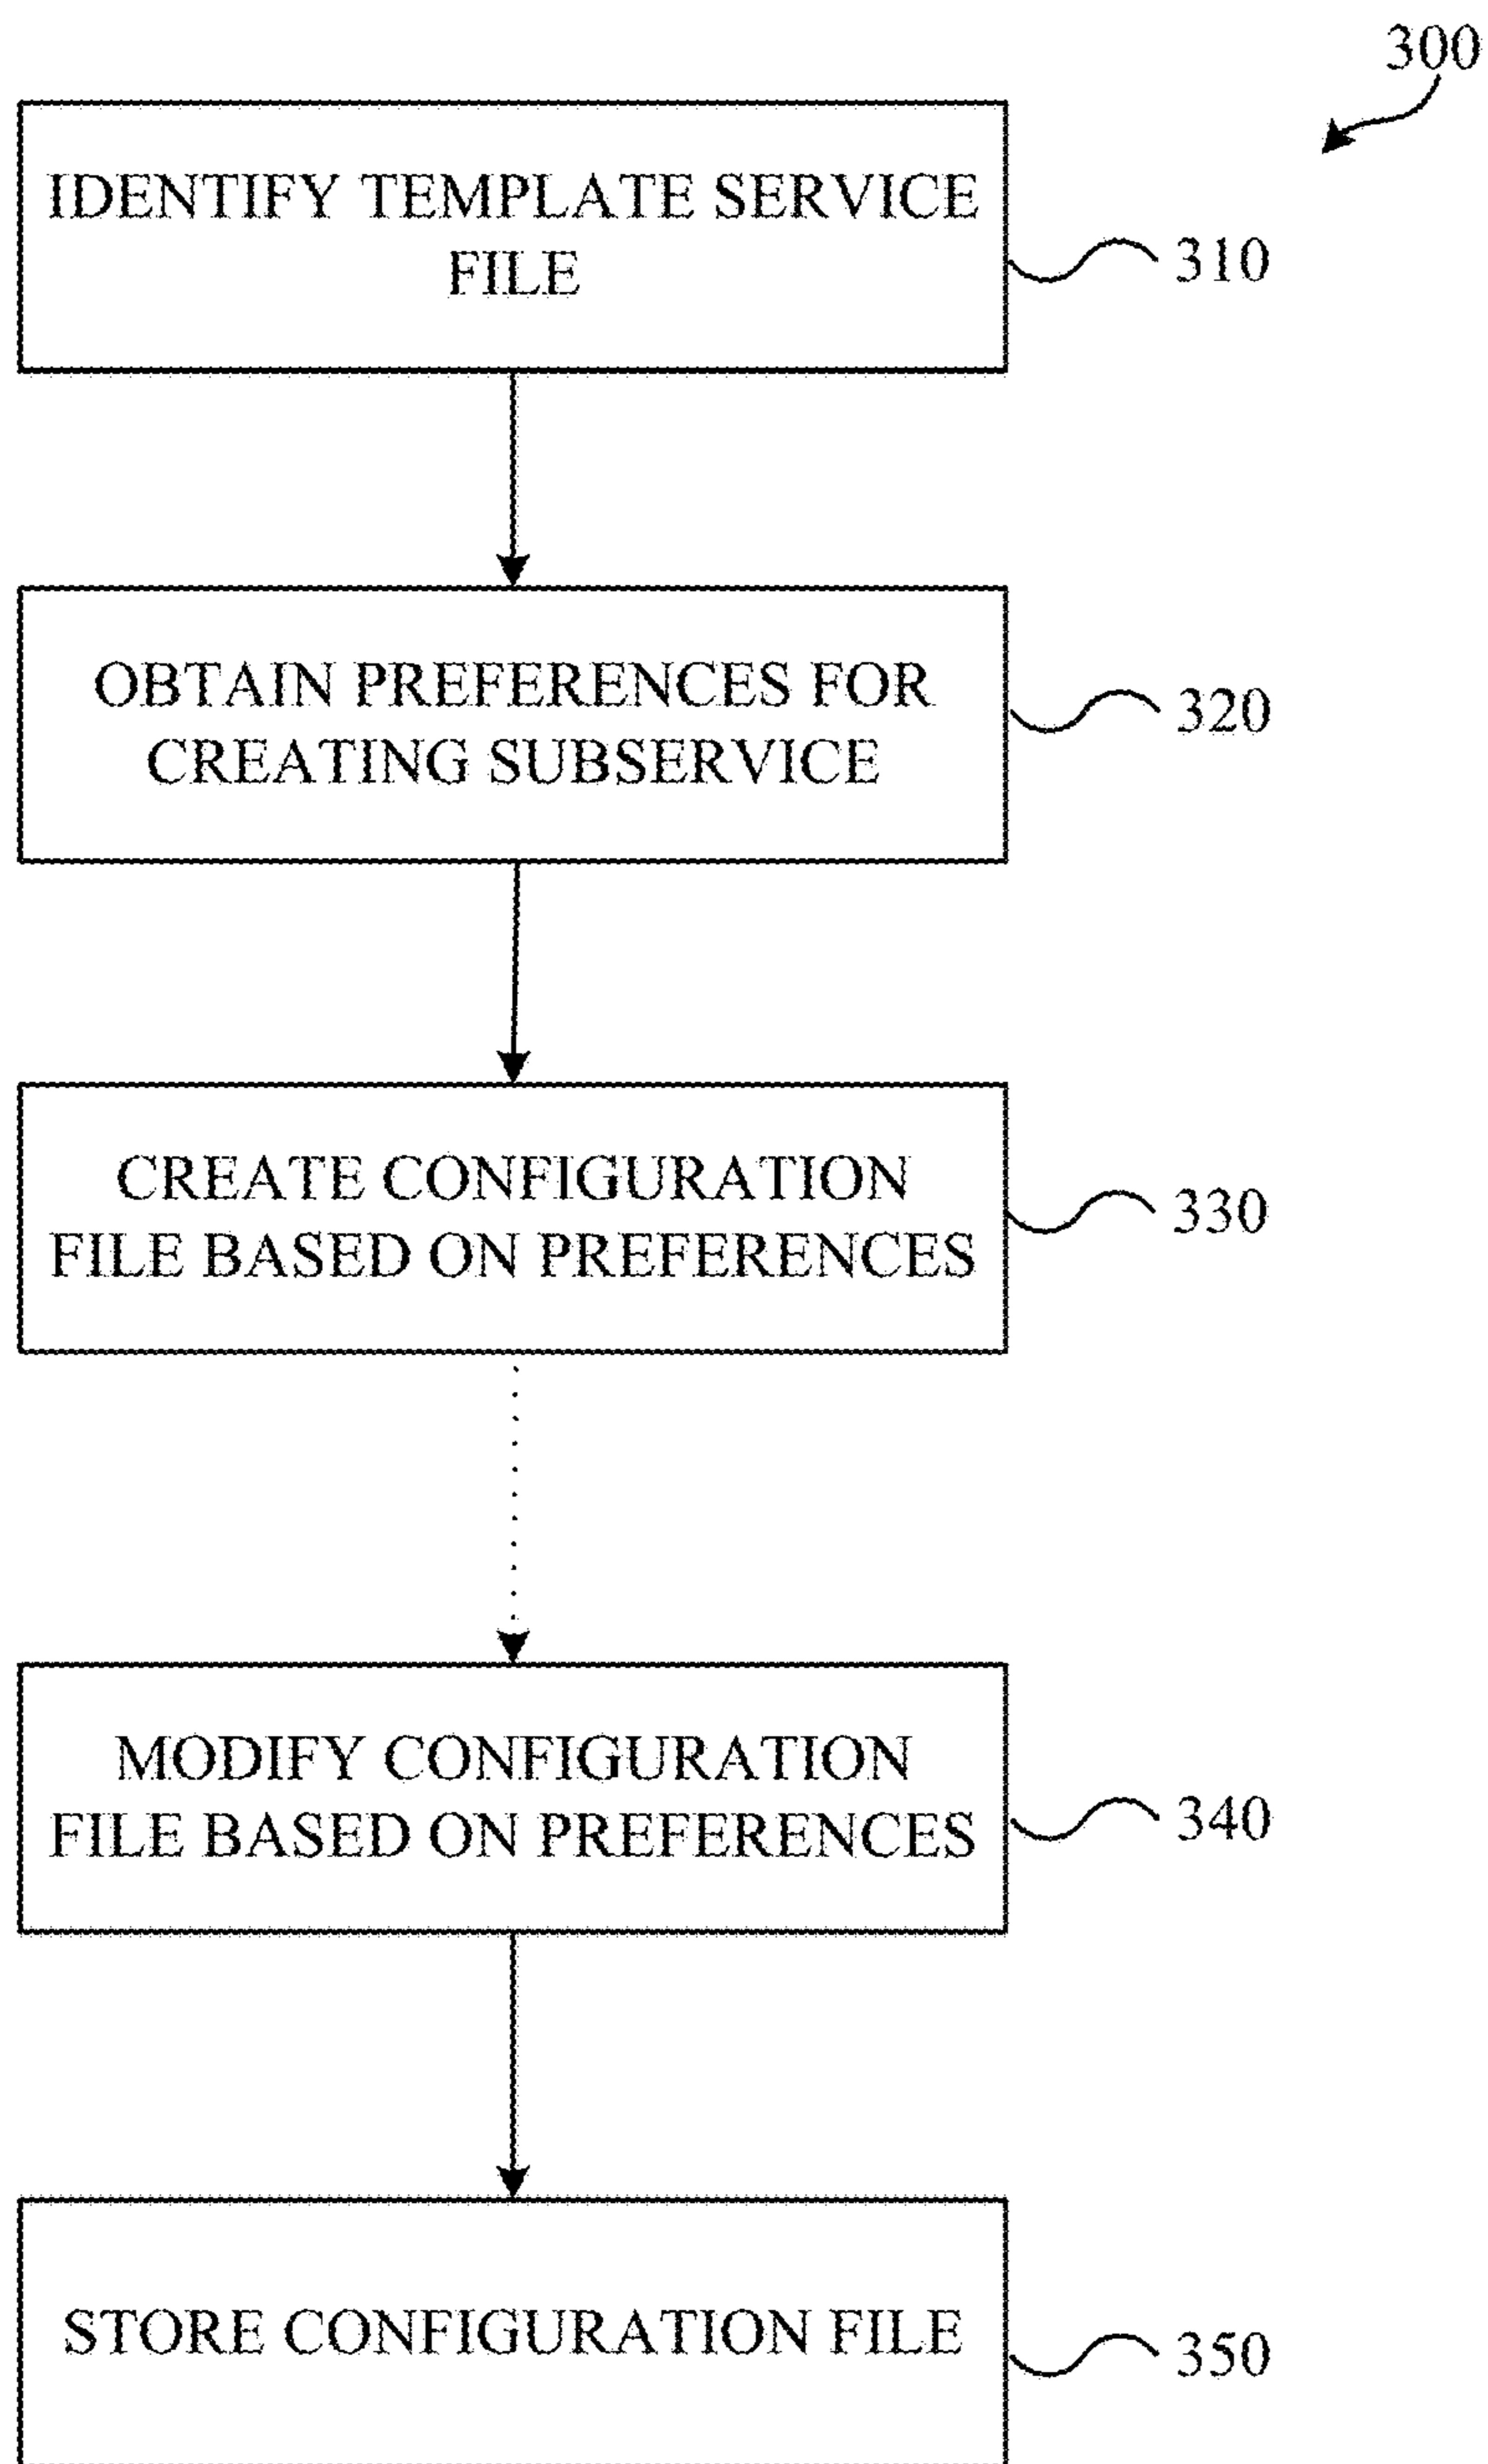 300
IDENTIFY TEMPLATE SERVICE
FILE
310
OBTAIN PREFERENCES FOR
CREATING SUBSERVICE
320
CREATE CONFIGURATION
FILE BASED ON PREFERENCES
330
MODIFY CONFIGURATION
FILE BASED ON PREFERENCES
340
STORE CONFIGURATION FILE
350